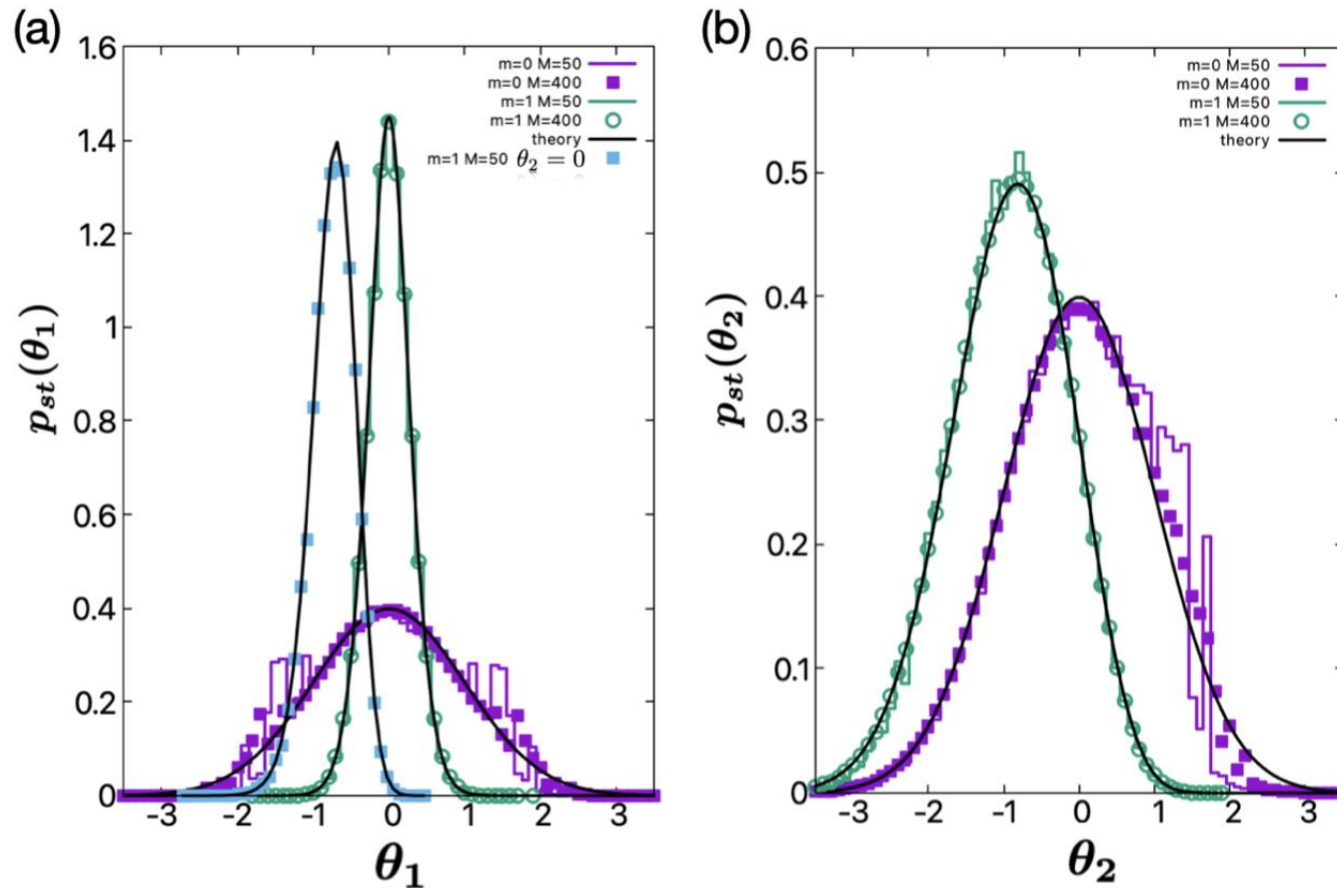 (a)
1.6
1.4
1.2
1
0.8
0.6
0.4
0.2
0
p_st(θ₁)
m=0 M=50
m=0 M=400
m=1 M=50
m=1 M=400
theory
m=1 M=50 θ₂ = 0
-3 -2 -1 0 1 2 3
θ₁
(b)
0.6
0.5
0.4
0.3
0.2
0.1
0
p_st(θ₂)
m=0 M=50
m=0 M=400
m=1 M=50
m=1 M=400
theory
-3 -2 -1 0 1 2 3
θ₂